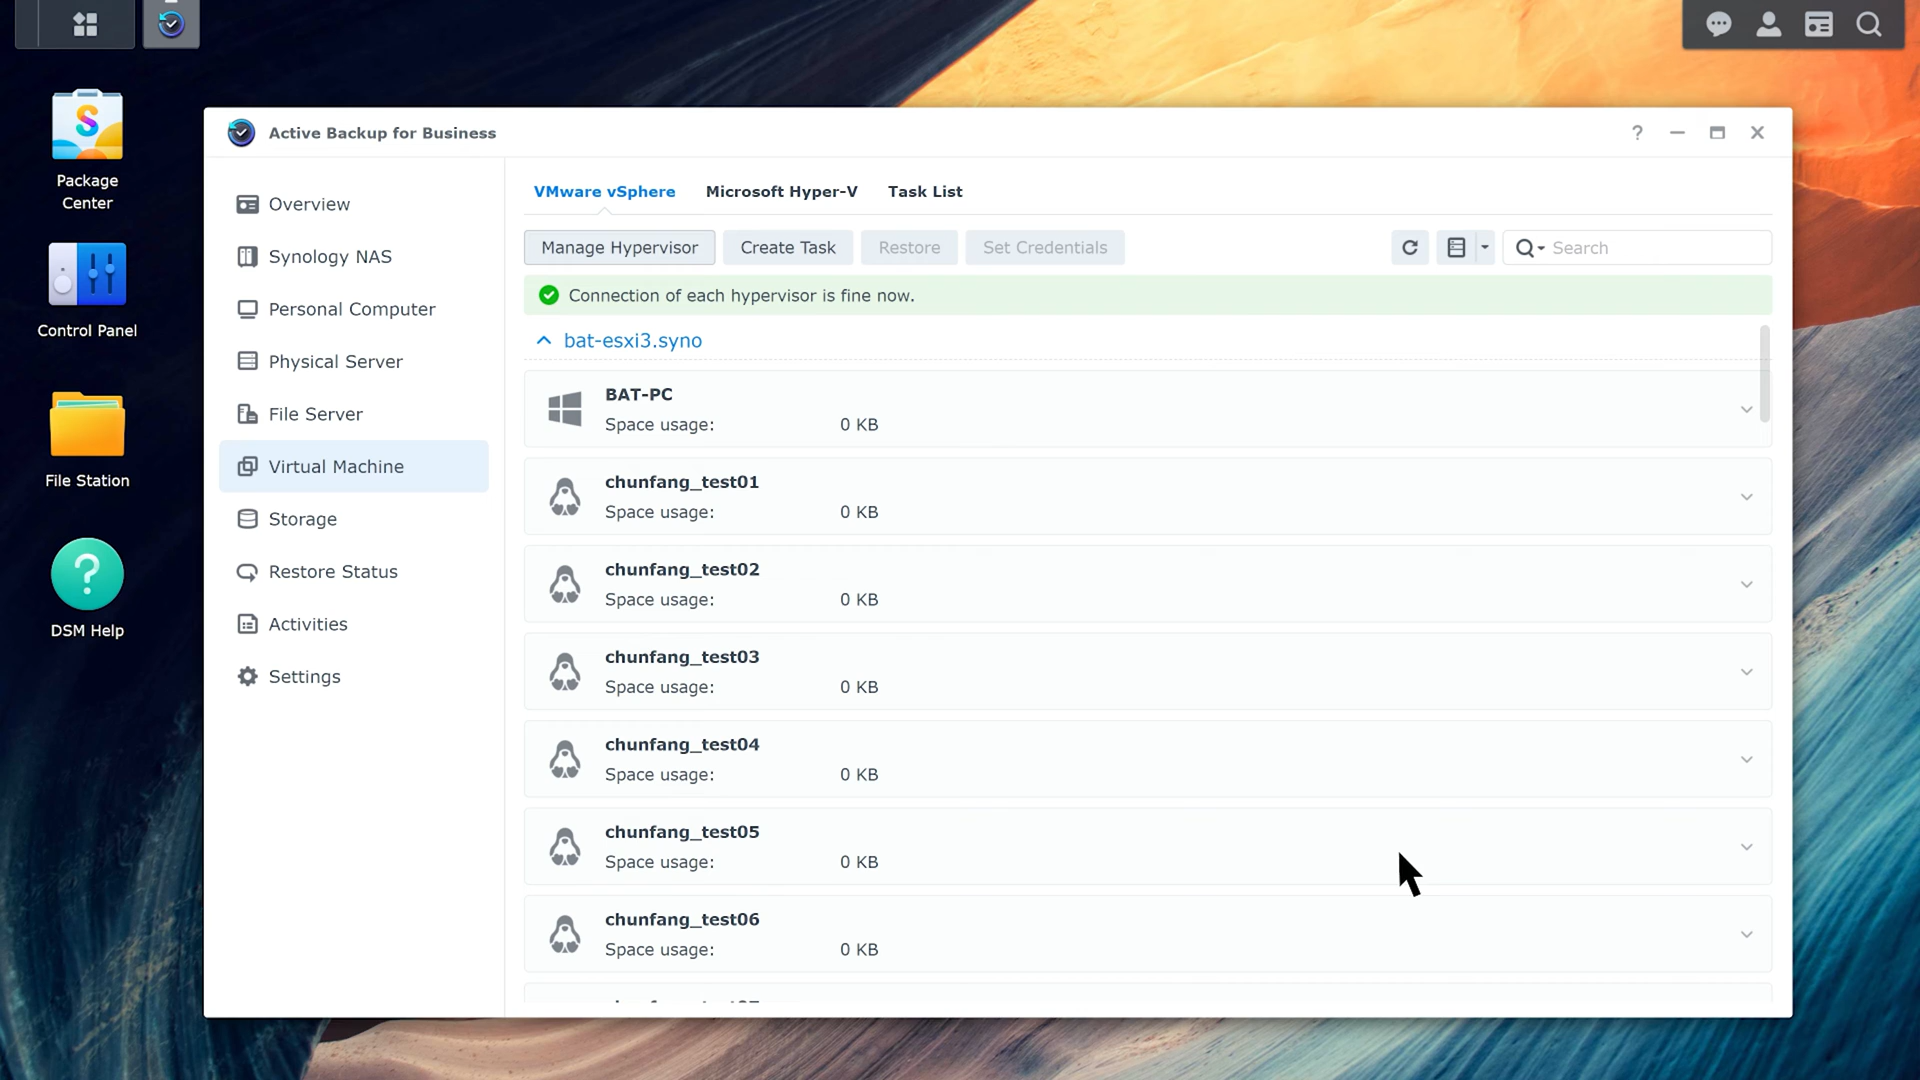 Package
Center
Control Panel
File Station
DSM Help
Active Backup for Business
Overview
Synology NAS
Personal Computer
Physical Server
File Server
Virtual Machine
Storage
Restore Status
Activities
Settings
VMware vSphere Microsoft Hyper-V Task List
Manage Hypervisor Create Task Restore Set Credentials Search
Connection of each hypervisor is fine now.
bat-esxi3.syno
BAT-PC
Space usage: 0 KB
chunfang_test01
Space usage: 0 KB
chunfang_test02
Space usage: 0 KB
chunfang_test03
Space usage: 0 KB
chunfang_test04
Space usage: 0 KB
chunfang_test05
Space usage: 0 KB
chunfang_test06
Space usage: 0 KB